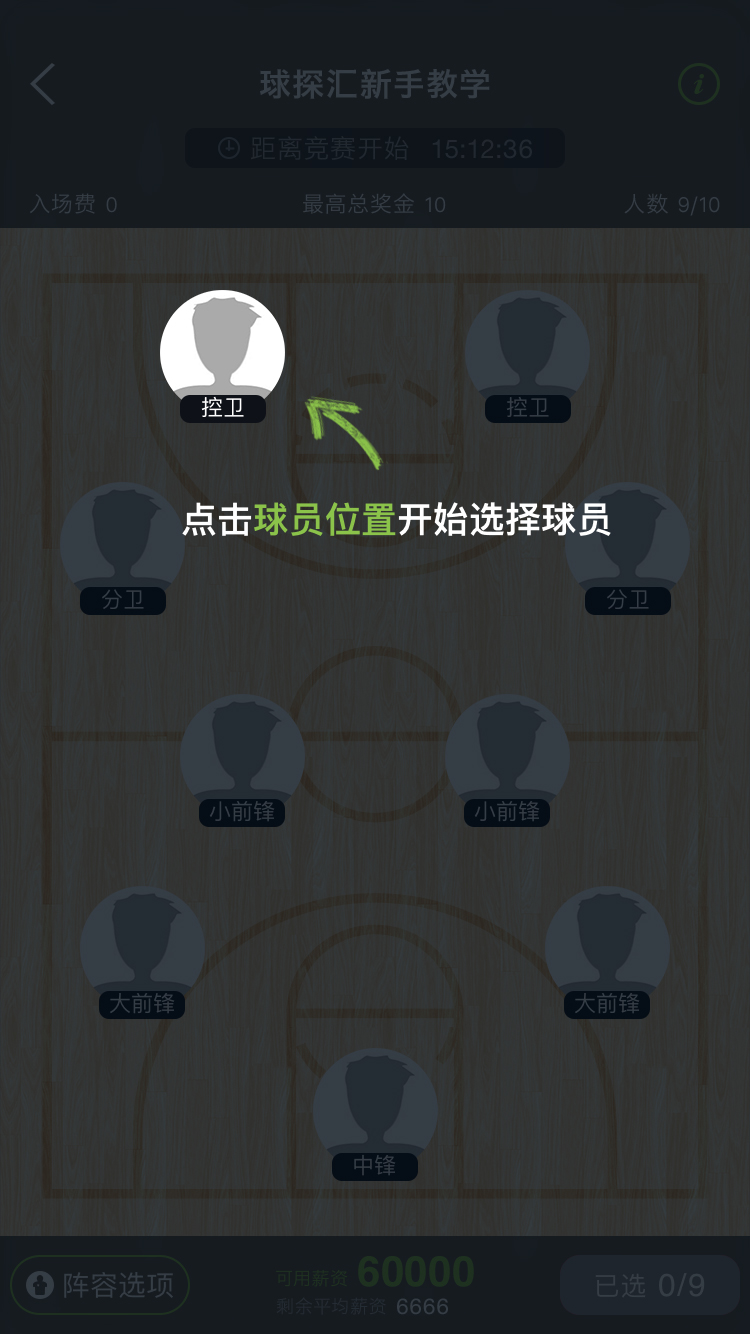 球探汇新手教学
距离竞赛开始 15:12:36
入场费 0 最高总奖金 10 人数 9/10
控卫 控卫
点击球员位置开始选择球员
分卫 分卫
小前锋 小前锋
大前锋 大前锋
中锋
阵容选项 可用薪资 60000 已选 0/9
剩余平均薪资 6666